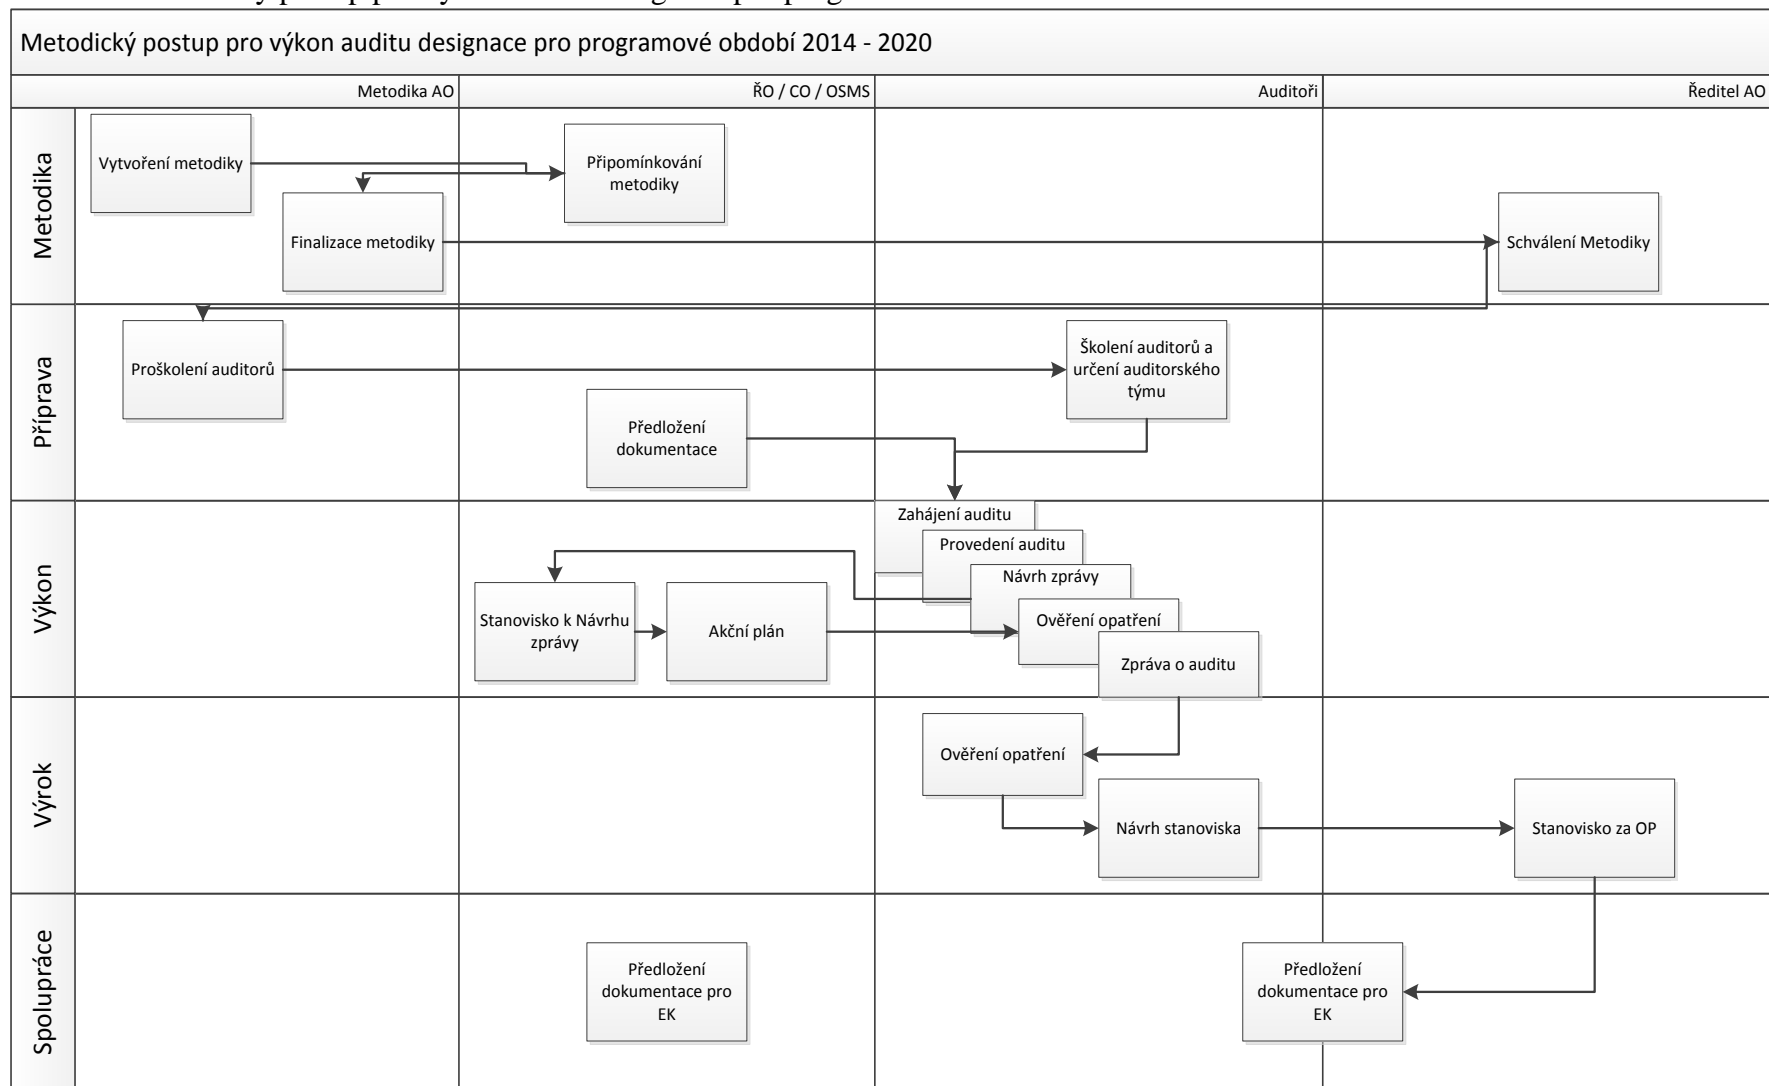 Metodický postup pro výkon auditu designace pro programové období 2014 - 2020
Metodika AO
ŘO / CO / OSMS
Auditoři
Ředitel AO
Metodika
Vytvoření metodiky
Připomínkování
metodiky
Finalizace metodiky
Schválení Metodiky
Příprava
Proškolení auditorů
Školení auditorů a
určení auditorského
týmu
Předložení
dokumentace
Výkon
Zahájení auditu
Provedení auditu
Návrh zprávy
Stanovisko k Návrhu
zprávy
Akční plán
Ověření opatření
Zpráva o auditu
Výrok
Ověření opatření
Návrh stanoviska
Stanovisko za OP
Spolupráce
Předložení
dokumentace pro
EK
Předložení
dokumentace pro
EK